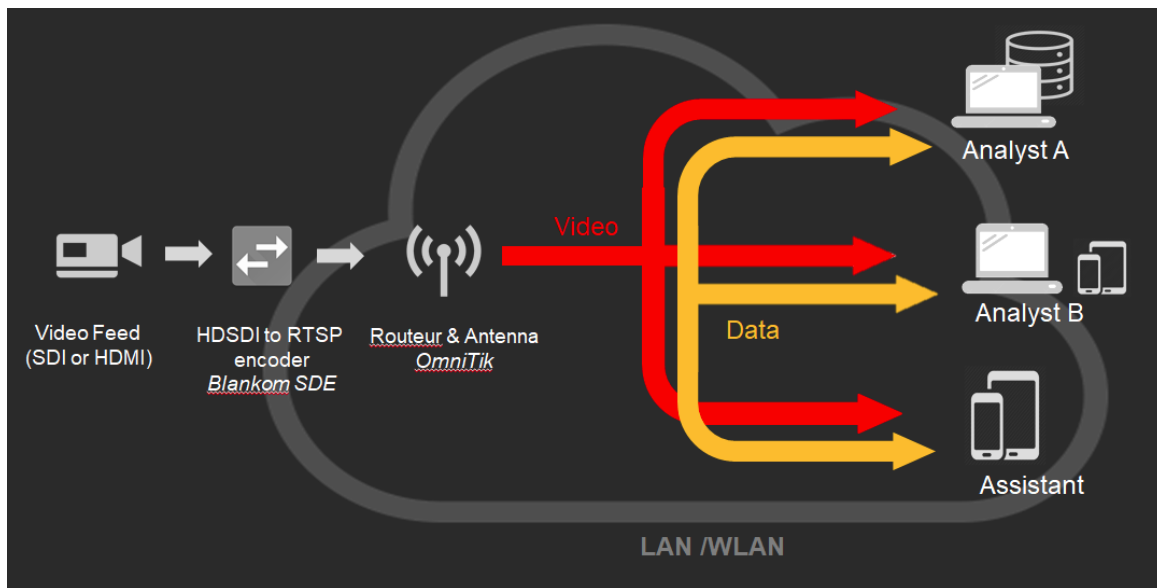 Video Feed
(SDI or HDMI)
HDSDI to RTSP
encoder
Blankom SDE
Routeur & Antenna
OmniTik
Video
Data
Analyst A
Analyst B
Assistant
LAN /WLAN